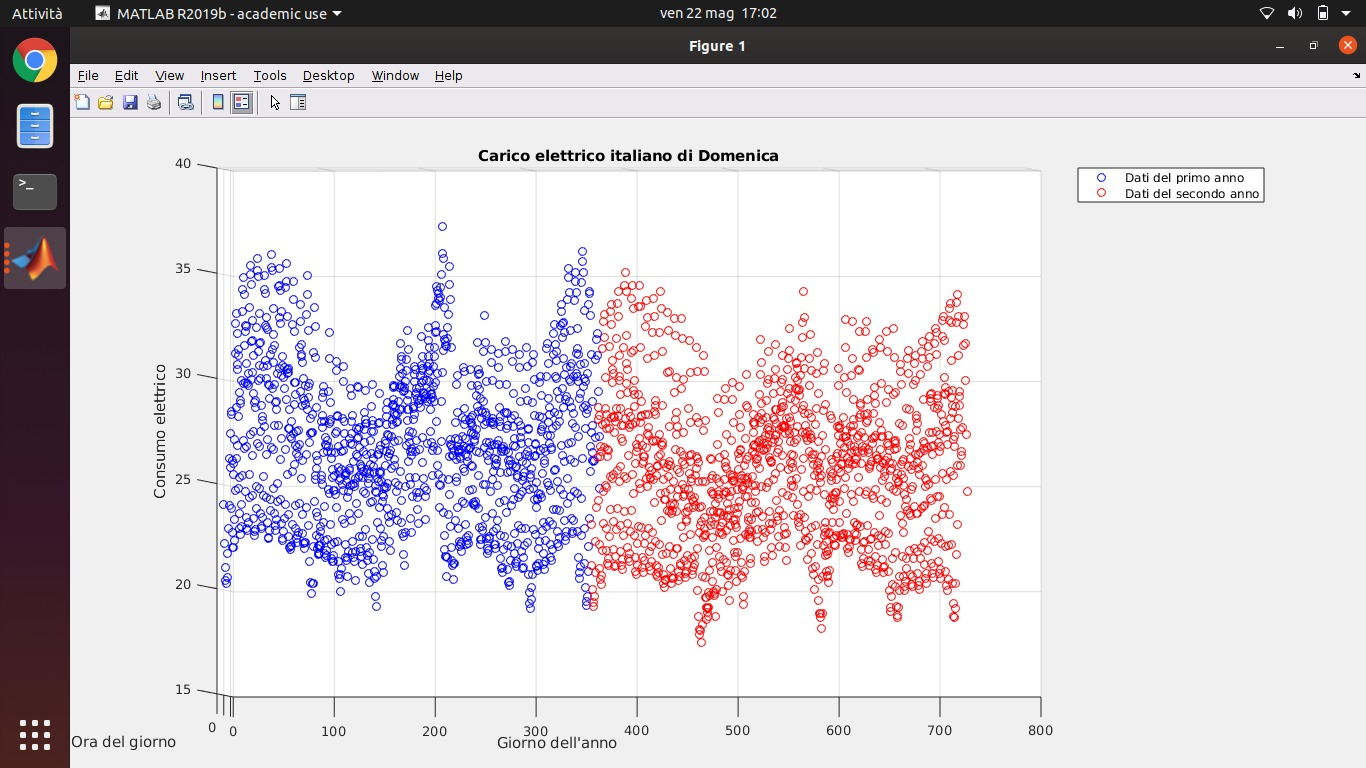 Attività MATLAB R2019b - academic use ven 22 mag 17:02
Figure 1
File Edit View Insert Tools Desktop Window Help
Carico elettrico italiano di Domenica
Dati del primo anno
Dati del secondo anno
Consumo elettrico
40
35
30
25
20
15
0 0 100 200 300 400 500 600 700 800
Ora del giorno
Giorno dell'anno
>_